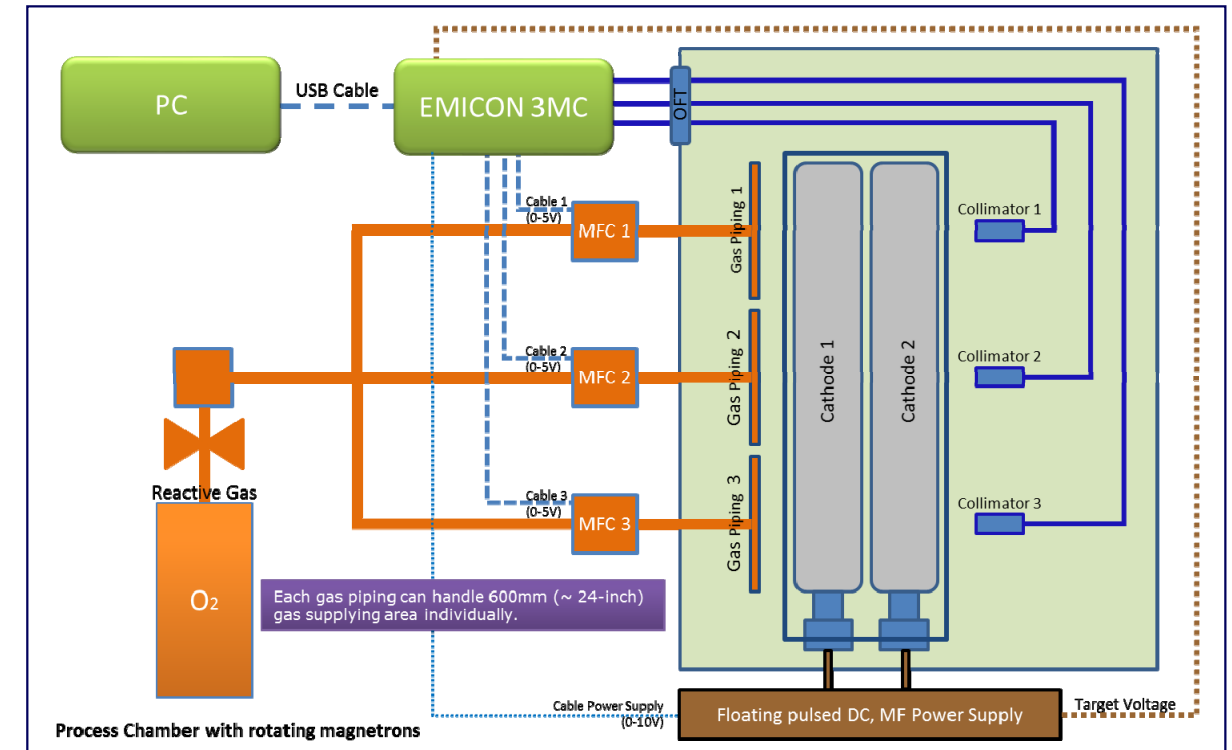 PC
USB Cable
EMICON 3MC
OFT
Cable 1
(0-5V)
MFC 1
Gas Piping 1
Collimator 1
Cable 2
(0-5V)
MFC 2
Gas Piping 2
Cathode 1
Cathode 2
Collimator 2
Reactive Gas
Cable 3
(0-5V)
MFC 3
Gas Piping 3
Collimator 3
O2
Each gas piping can handle 600mm (~ 24-inch)
gas supplying area individually.
Cable Power Supply
(0-10V)
Floating pulsed DC, MF Power Supply
Target Voltage
Process Chamber with rotating magnetrons